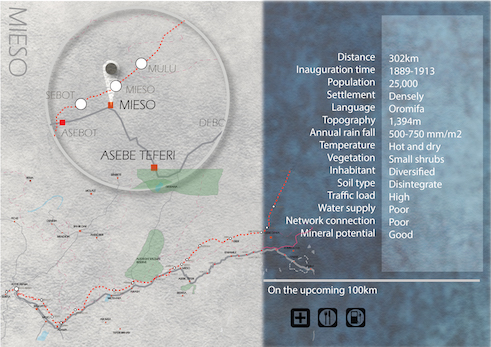 MIESO
MULU
MIESO
SEBOT
MIESO
ASEBOT
DEBC
ASEBE TEFERI
Distance 302km
Inauguration time 1889-1913
Population 25,000
Settlement Densely
Language Oromifa
Topography 1,394m
Annual rain fall 500-750 mm/m2
Temperature Hot and dry
Vegetation Small shrubs
Inhabitant Diversified
Soil type Disintegrate
Traffic load High
Water supply Poor
Network connection Poor
Mineral potential Good
On the upcoming 100km